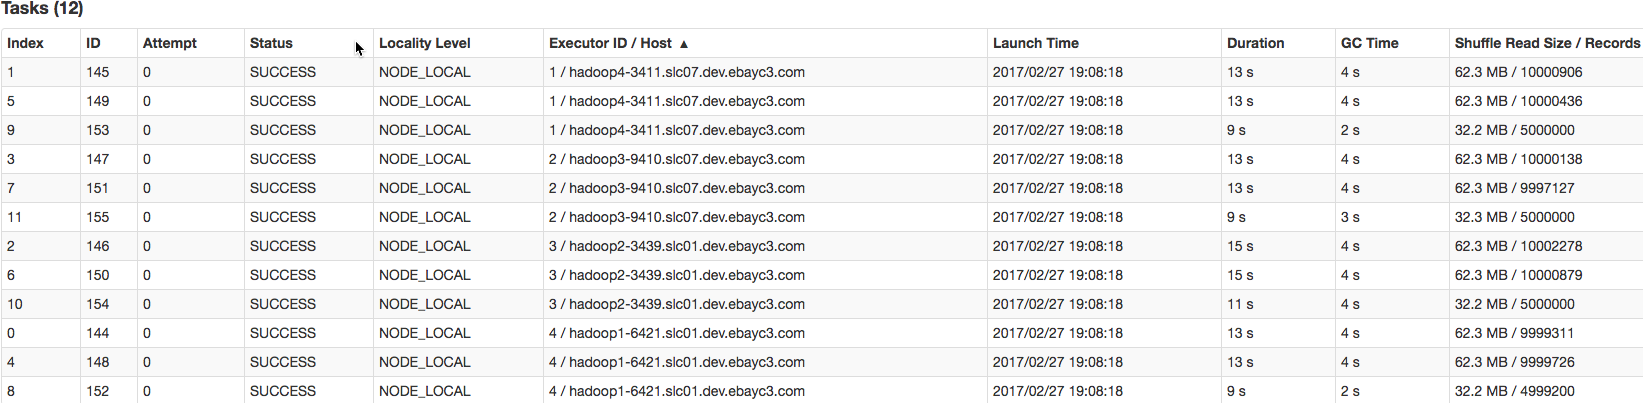 Tasks (12)
Index ID Attempt Status Locality Level Executor ID / Host ▲ Launch Time Duration GC Time Shuffle Read Size / Records
1 145 0 SUCCESS NODE_LOCAL 1 / hadoop4-3411.slc07.dev.ebayc3.com 2017/02/27 19:08:18 13 s 4 s 62.3 MB / 10000906
5 149 0 SUCCESS NODE_LOCAL 1 / hadoop4-3411.slc07.dev.ebayc3.com 2017/02/27 19:08:18 13 s 4 s 62.3 MB / 10000436
9 153 0 SUCCESS NODE_LOCAL 1 / hadoop4-3411.slc07.dev.ebayc3.com 2017/02/27 19:08:18 9 s 2 s 32.2 MB / 5000000
3 147 0 SUCCESS NODE_LOCAL 2 / hadoop3-9410.slc07.dev.ebayc3.com 2017/02/27 19:08:18 13 s 4 s 62.3 MB / 10000138
7 151 0 SUCCESS NODE_LOCAL 2 / hadoop3-9410.slc07.dev.ebayc3.com 2017/02/27 19:08:18 13 s 4 s 62.3 MB / 9997127
11 155 0 SUCCESS NODE_LOCAL 2 / hadoop3-9410.slc07.dev.ebayc3.com 2017/02/27 19:08:18 9 s 3 s 32.3 MB / 5000000
2 146 0 SUCCESS NODE_LOCAL 3 / hadoop2-3439.slc01.dev.ebayc3.com 2017/02/27 19:08:18 15 s 4 s 62.3 MB / 10002278
6 150 0 SUCCESS NODE_LOCAL 3 / hadoop2-3439.slc01.dev.ebayc3.com 2017/02/27 19:08:18 15 s 4 s 62.3 MB / 10000879
10 154 0 SUCCESS NODE_LOCAL 3 / hadoop2-3439.slc01.dev.ebayc3.com 2017/02/27 19:08:18 11 s 4 s 32.2 MB / 5000000
0 144 0 SUCCESS NODE_LOCAL 4 / hadoop1-6421.slc01.dev.ebayc3.com 2017/02/27 19:08:18 13 s 4 s 62.3 MB / 9999311
4 148 0 SUCCESS NODE_LOCAL 4 / hadoop1-6421.slc01.dev.ebayc3.com 2017/02/27 19:08:18 13 s 4 s 62.3 MB / 9999726
8 152 0 SUCCESS NODE_LOCAL 4 / hadoop1-6421.slc01.dev.ebayc3.com 2017/02/27 19:08:18 9 s 2 s 32.2 MB / 4999200